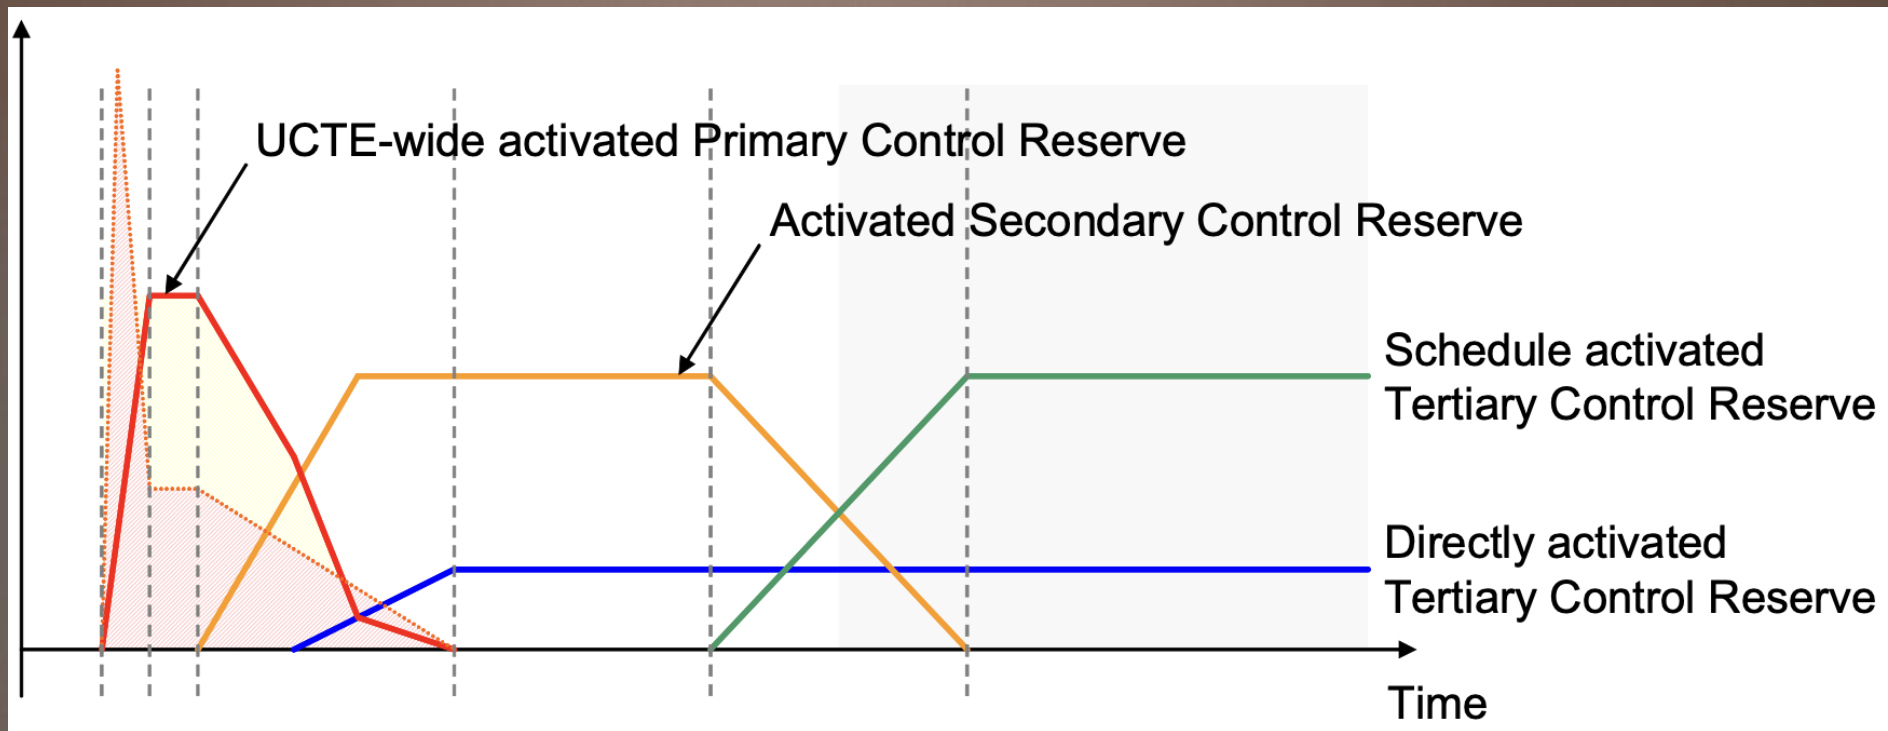 UCTE-wide activated Primary Control Reserve
Activated Secondary Control Reserve
Schedule activated
Tertiary Control Reserve
Directly activated
Tertiary Control Reserve
Time